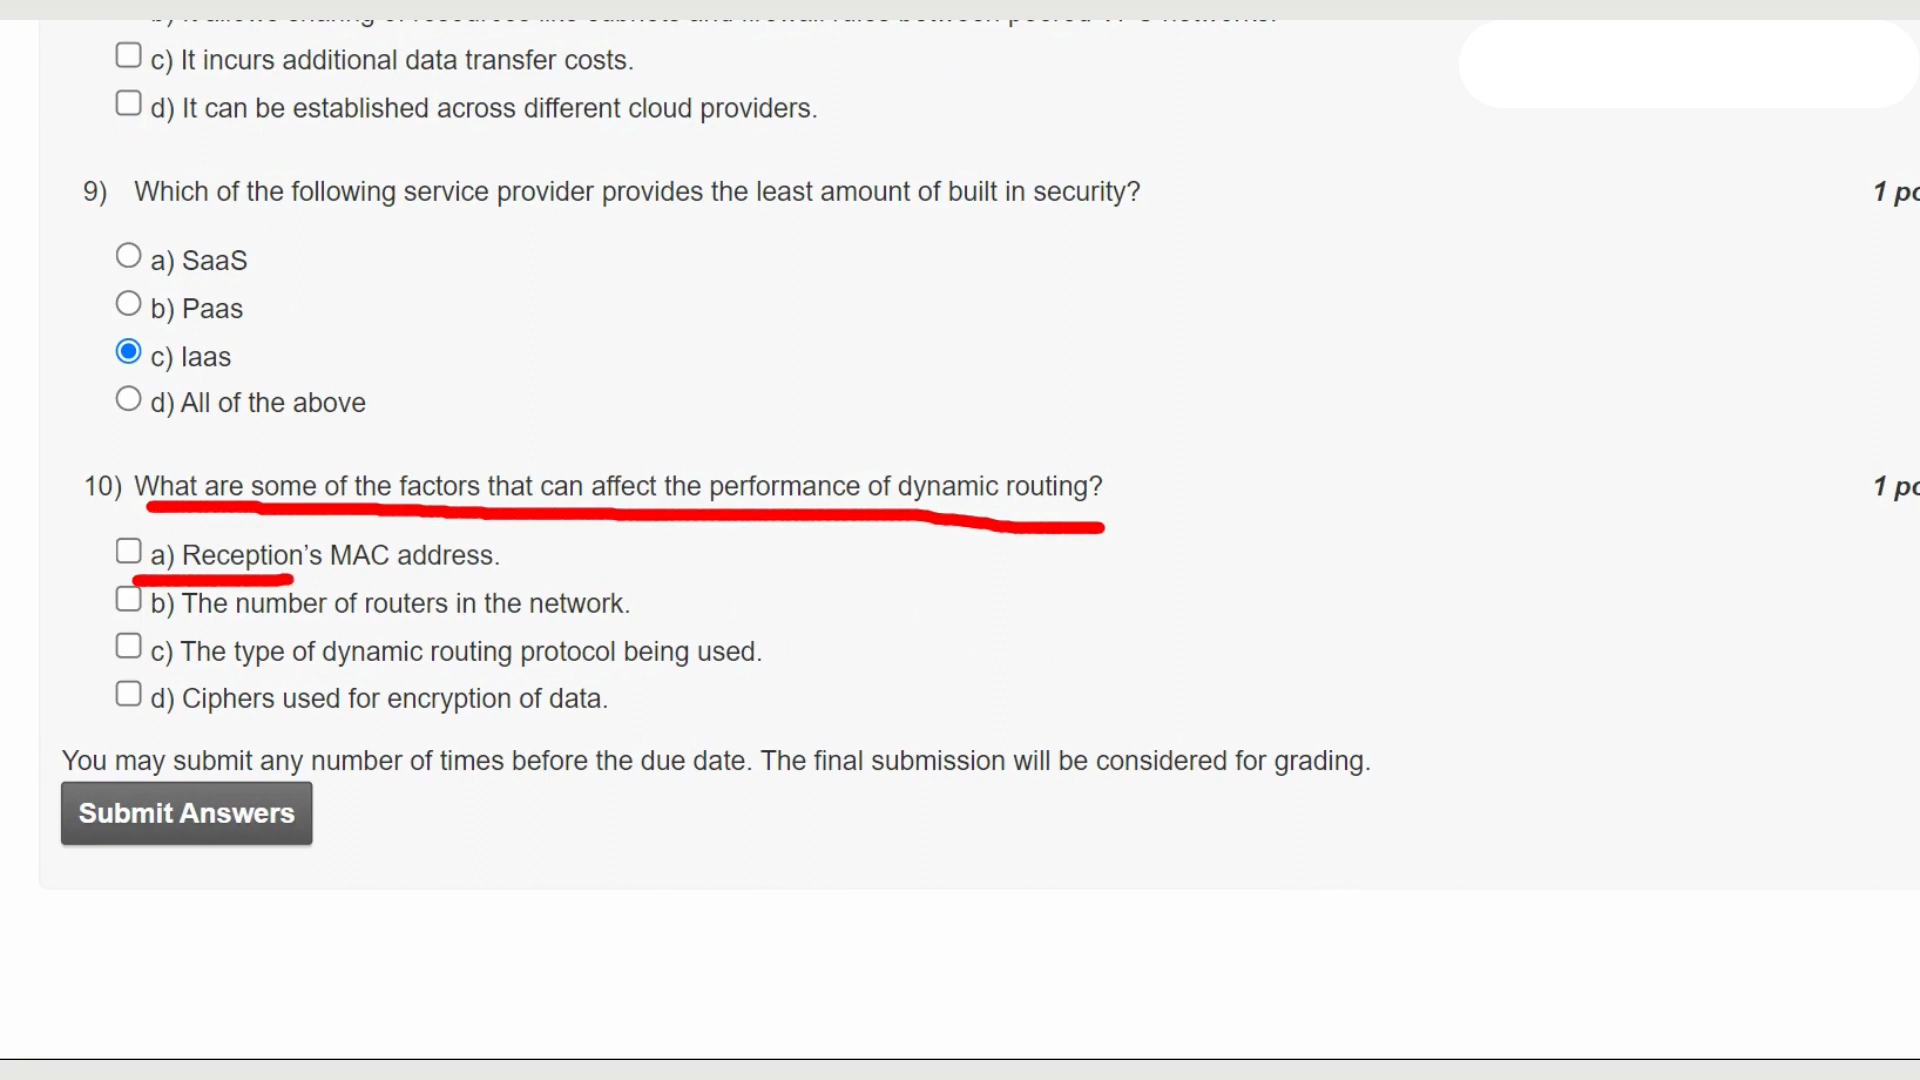 c) It incurs additional data transfer costs.
d) It can be established across different cloud providers.
9) Which of the following service provider provides the least amount of built in security?
1 po
a) SaaS
b) Paas
c) Iaas
d) All of the above
10) What are some of the factors that can affect the performance of dynamic routing?
1 po
a) Reception’s MAC address.
b) The number of routers in the network.
c) The type of dynamic routing protocol being used.
d) Ciphers used for encryption of data.
You may submit any number of times before the due date. The final submission will be considered for grading.
Submit Answers